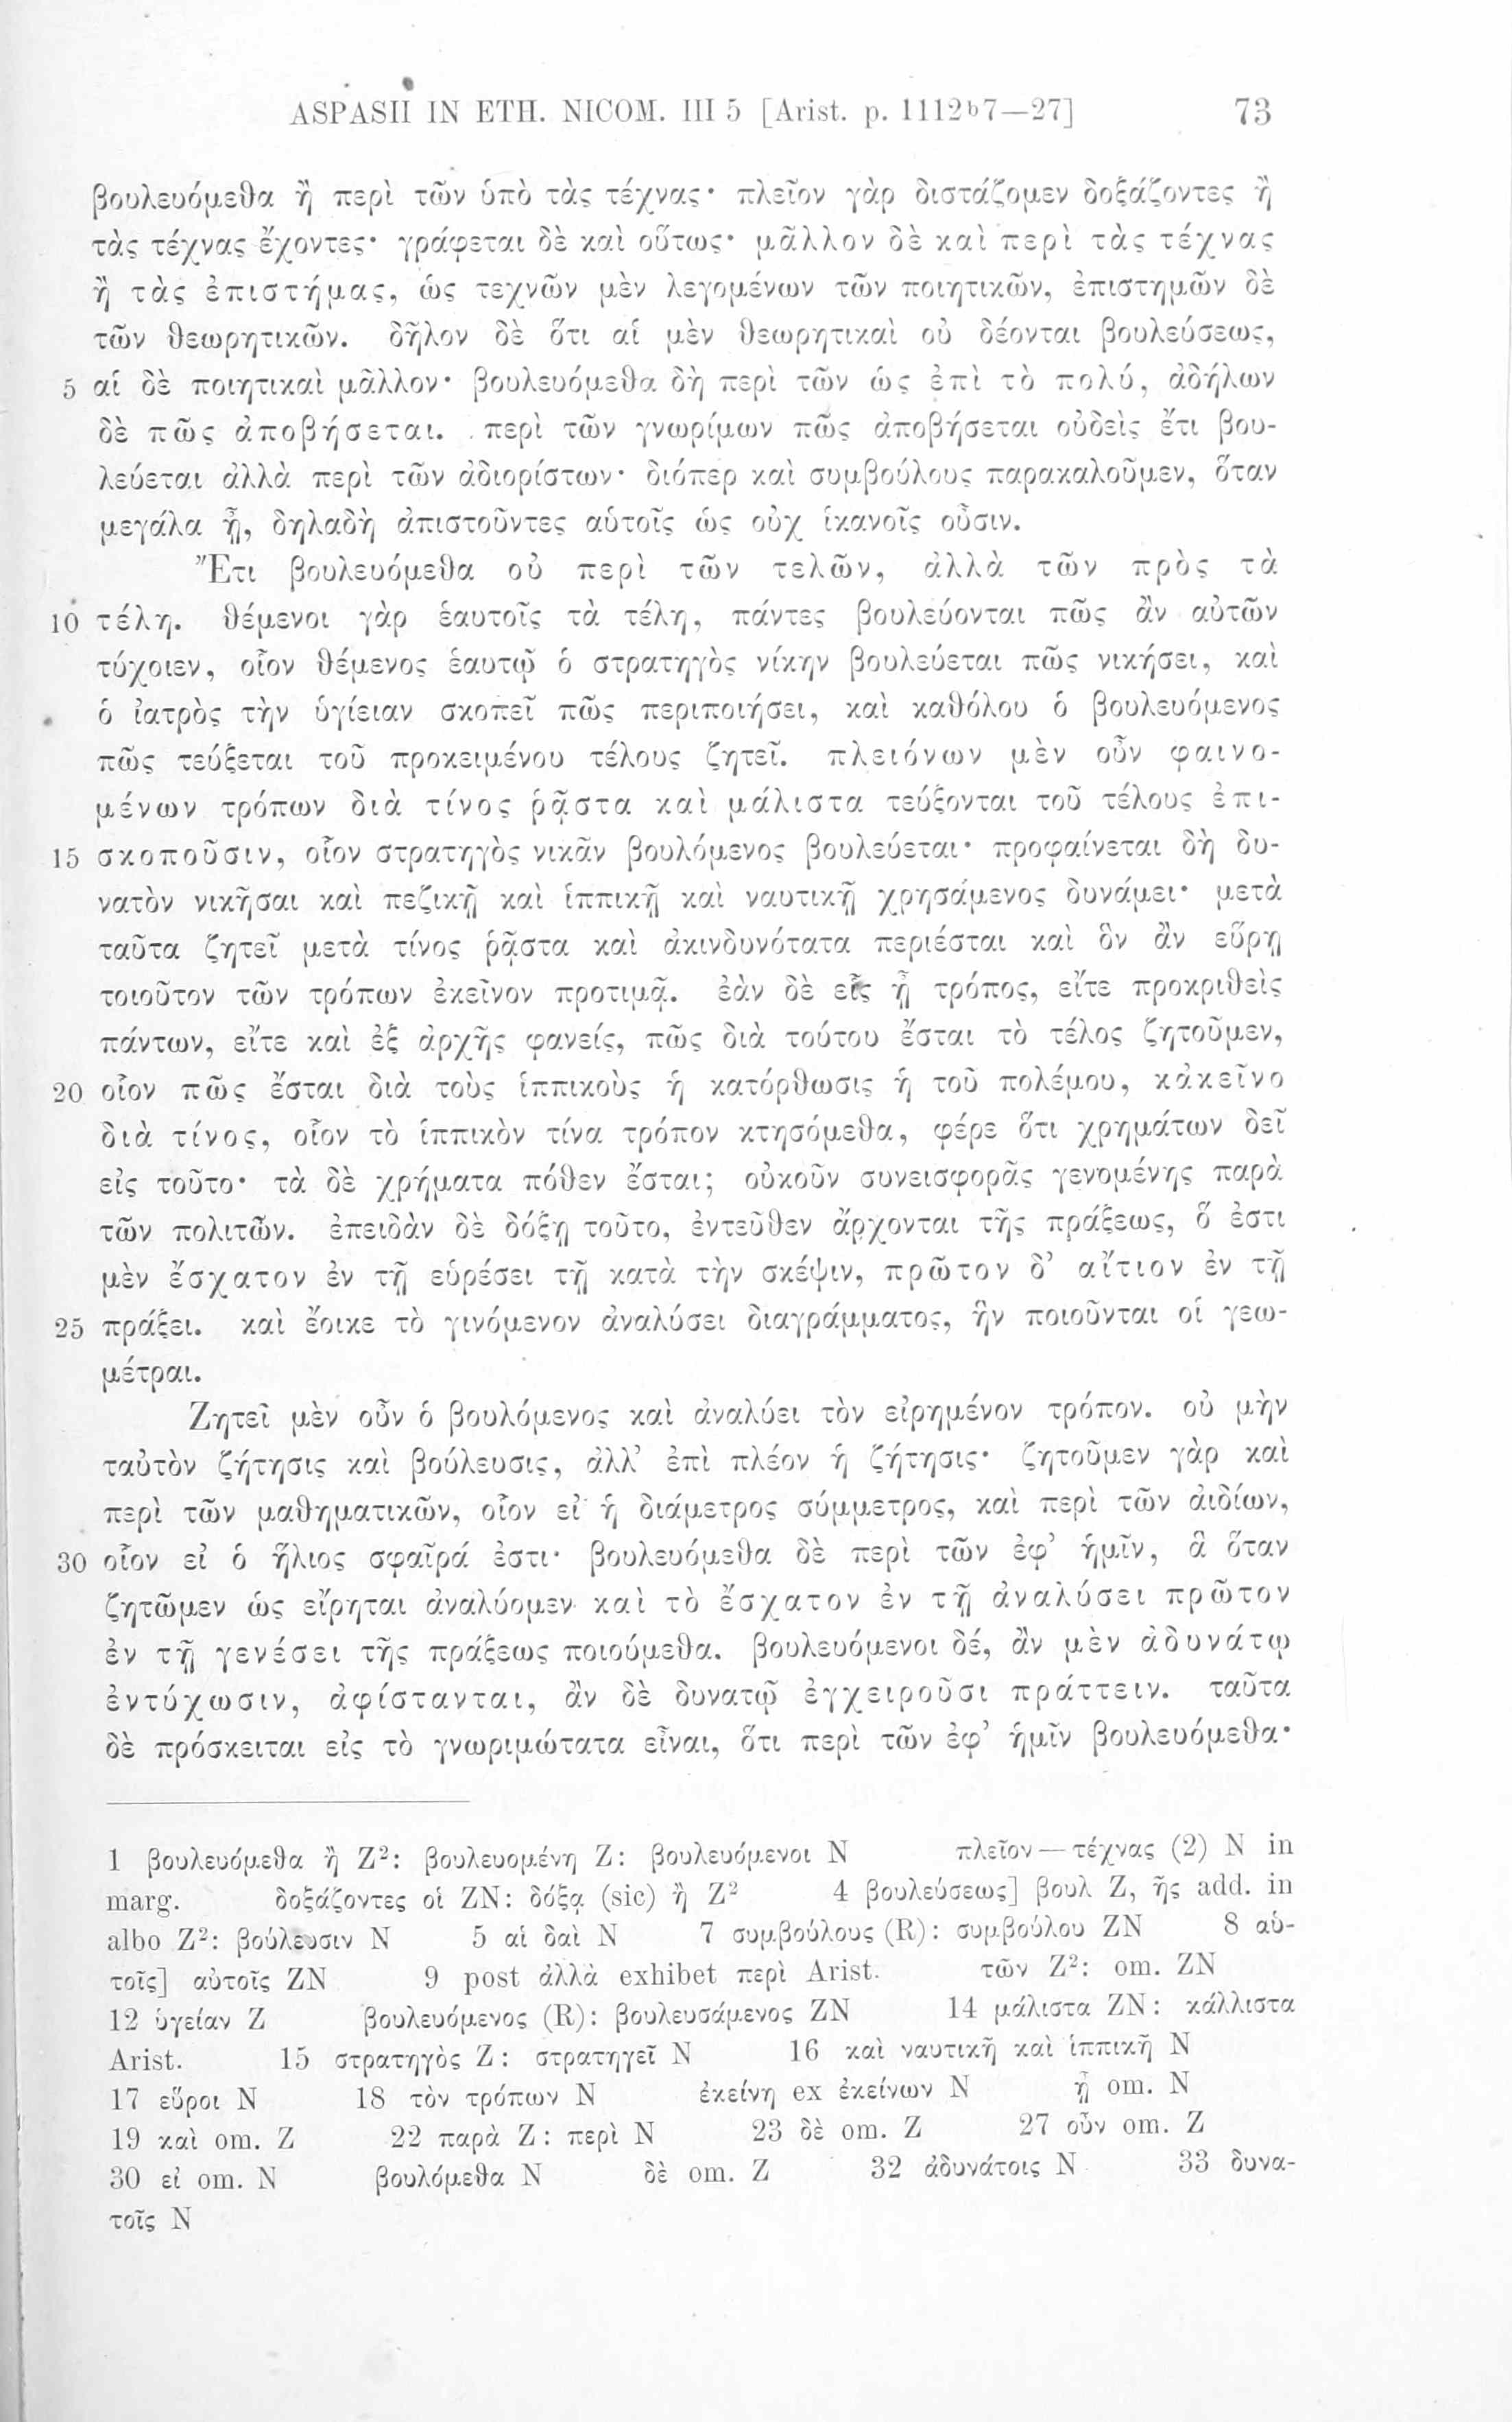 ASPASII IN ETH. NICOM. III 5 [Arist. p. 1112b7—27] 73
βουλευόμεθα ἢ περὶ τῶν ὑπὸ τὰς τέχνας· πλεῖον γὰρ διστάζομεν δοξάζοντες ἢ
τὰς τέχνας ἔχοντες· γράφεται δὲ καὶ οὕτως· μᾶλλον δὲ καὶ περὶ τὰς τέχνας
ἢ τὰς ἐπιστήμας, ὡς τεχνῶν μὲν λεγομένων τῶν ποιητικῶν, ἐπιστημῶν δὲ
τῶν θεωρητικῶν. δῆλον δὲ ὅτι αἱ μὲν θεωρητικαὶ οὐ δέονται βουλεύσεως,
5 αἱ δὲ ποιητικαὶ μᾶλλον· βουλευόμεθα δὴ περὶ τῶν ὡς ἐπὶ τὸ πολύ, ἀδήλων
δὲ πῶς ἀποβήσεται. περὶ τῶν γνωρίμων πῶς ἀποβήσεται οὐδεὶς ἔτι βου-
λεύεται ἀλλὰ περὶ τῶν ἀδιορίστων· διόπερ καὶ συμβούλους παρακαλοῦμεν, ὅταν
μεγάλα ᾖ, δηλαδὴ ἀπιστοῦντες αὑτοῖς ὡς οὐχ ἱκανοῖς οὖσιν.
Ἔτι βουλευόμεθα οὐ περὶ τῶν τελῶν, ἀλλὰ τῶν πρὸς τὰ
10 τέλη. θέμενοι γὰρ ἑαυτοῖς τὰ τέλη, πάντες βουλεύονται πῶς ἂν αὐτῶν
τύχοιεν, οἷον θέμενος ἑαυτῷ ὁ στρατηγὸς νίκην βουλεύεται πῶς νικήσει, καὶ
ὁ ἰατρὸς τὴν ὑγίειαν σκοπεῖ πῶς περιποιήσει, καὶ καθόλου ὁ βουλευόμενος
πῶς τεύξεται τοῦ προκειμένου τέλους ζητεῖ. πλειόνων μὲν οὖν φαινο-
μένων τρόπων διὰ τίνος ῥᾷστα καὶ μάλιστα τεύξονται τοῦ τέλους ἐπι-
15 σκοποῦσιν, οἷον στρατηγὸς νικᾶν βουλόμενος βουλεύεται· προφαίνεται δὴ δυ-
νατὸν νικῆσαι καὶ πεζικῇ καὶ ἱππικῇ καὶ ναυτικῇ χρησάμενος δυνάμει· μετὰ
ταῦτα ζητεῖ μετὰ τίνος ῥᾷστα καὶ ἀκινδυνότατα περιέσται καὶ ὃν ἂν εὕρῃ
τοιοῦτον τῶν τρόπων ἐκεῖνον προτιμᾷ. ἐὰν δὲ εἷς ᾖ τρόπος, εἴτε προκριθεὶς
πάντων, εἴτε καὶ ἐξ ἀρχῆς φανείς, πῶς διὰ τούτου ἔσται τὸ τέλος ζητοῦμεν,
20 οἷον πῶς ἔσται διὰ τοὺς ἱππικοὺς ἡ κατόρθωσις ἡ τοῦ πολέμου, κἀκεῖνο
διὰ τίνος, οἷον τὸ ἱππικὸν τίνα τρόπον κτησόμεθα, φέρε ὅτι χρημάτων δεῖ
εἰς τοῦτο· τὰ δὲ χρήματα πόθεν ἔσται; οὐκοῦν συνεισφορᾶς γενομένης παρὰ
τῶν πολιτῶν. ἐπειδὰν δὲ δόξῃ τοῦτο, ἐντεῦθεν ἄρχονται τῆς πράξεως, ὅ ἐστι
μὲν ἔσχατον ἐν τῇ εὑρέσει τῇ κατὰ τὴν σκέψιν, πρῶτον δ’ αἴτιον ἐν τῇ
25 πράξει. καὶ ἔοικε τὸ γινόμενον ἀναλύσει διαγράμματος, ἣν ποιοῦνται οἱ γεω-
μέτραι.
Ζητεῖ μὲν οὖν ὁ βουλόμενος καὶ ἀναλύει τὸν εἰρημένον τρόπον. οὐ μὴν
ταὐτὸν ζήτησις καὶ βούλευσις, ἀλλ’ ἐπὶ πλέον ἡ ζήτησις· ζητοῦμεν γὰρ καὶ
περὶ τῶν μαθηματικῶν, οἷον εἰ ἡ διάμετρος σύμμετρος, καὶ περὶ τῶν ἀιδίων,
30 οἷον εἰ ὁ ἥλιος σφαῖρά ἐστι· βουλευόμεθα δὲ περὶ τῶν ἐφ’ ἡμῖν, ἃ ὅταν
ζητῶμεν ὡς εἴρηται ἀναλύομεν καὶ τὸ ἔσχατον ἐν τῇ ἀναλύσει πρῶτον
ἐν τῇ γενέσει τῆς πράξεως ποιούμεθα. βουλευόμενοι δέ, ἂν μὲν ἀδυνάτῳ
ἐντύχωσιν, ἀφίστανται, ἂν δὲ δυνατῷ ἐγχειροῦσι πράττειν. ταῦτα
δὲ πρόσκειται εἰς τὸ γνωριμώτατα εἶναι, ὅτι περὶ τῶν ἐφ’ ἡμῖν βουλευόμεθα·
1 βουλευόμεθα ἢ Z²: βουλευομένη Z: βουλευόμενοι N πλεῖον — τέχνας (2) N in
marg. δοξάζοντες οἱ ZN: δόξᾳ (sic) ἢ Z² 4 βουλεύσεως] βουλ Z, ῆς add. in
albo Z²: βούλευσιν N 5 αἱ δαὶ N 7 συμβούλους (R): συμβούλου ZN 8 αὑ-
τοῖς] αὐτοῖς ZN 9 post ἀλλὰ exhibet περὶ Arist. τῶν Z²: om. ZN
12 ὑγείαν Z βουλευόμενος (R): βουλευσάμενος ZN 14 μάλιστα ZN: κάλλιστα
Arist. 15 στρατηγὸς Z: στρατηγεῖ N 16 καὶ ναυτικῇ καὶ ἱππικῇ N
17 εὕροι N 18 τὸν τρόπων N ἐκείνη ex ἐκείνων N ᾖ om. N
19 καὶ om. Z 22 παρὰ Z: περὶ N 23 δὲ om. Z 27 οὖν om. Z
30 εἰ om. N βουλόμεθα N δὲ om. Z 32 ἀδυνάτοις N 33 δυνα-
τοῖς N